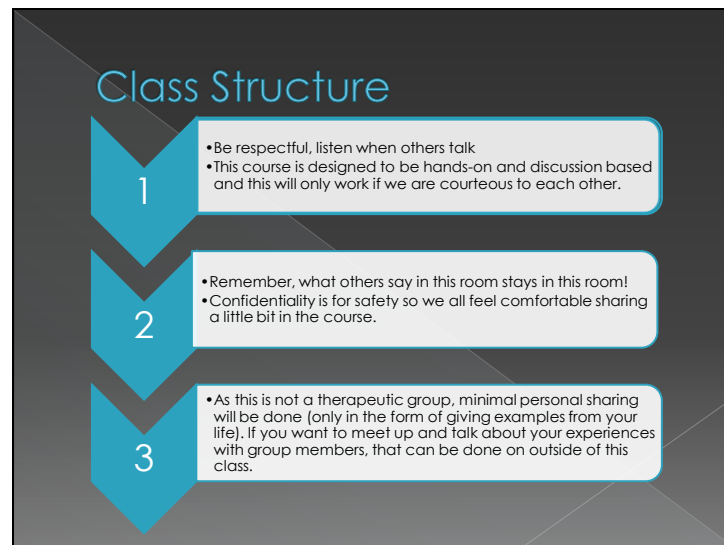 Class Structure
1
•Be respectful, listen when others talk
•This course is designed to be hands-on and discussion based
and this will only work if we are courteous to each other.
2
•Remember, what others say in this room stays in this room!
•Confidentiality is for safety so we all feel comfortable sharing
a little bit in the course.
3
•As this is not a therapeutic group, minimal personal sharing
will be done (only in the form of giving examples from your
life). If you want to meet up and talk about your experiences
with group members, that can be done on outside of this
class.